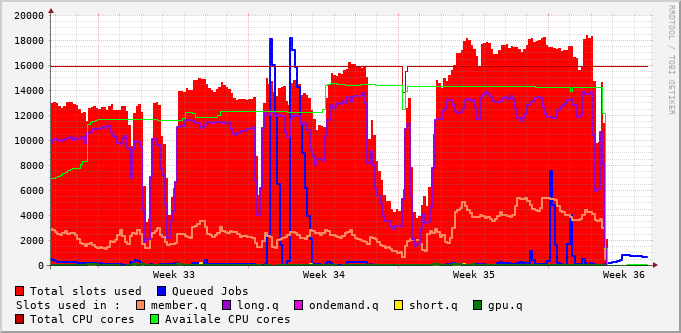 20000
18000
16000
14000
12000
10000
8000
6000
4000
2000
0
Week 33 Week 34 Week 35 Week 36
RRDTOOL / TOBI OETIKER
Total slots used Queued Jobs
Slots used in : member.q long.q ondemand.q short.q gpu.q
Total CPU cores Availale CPU cores